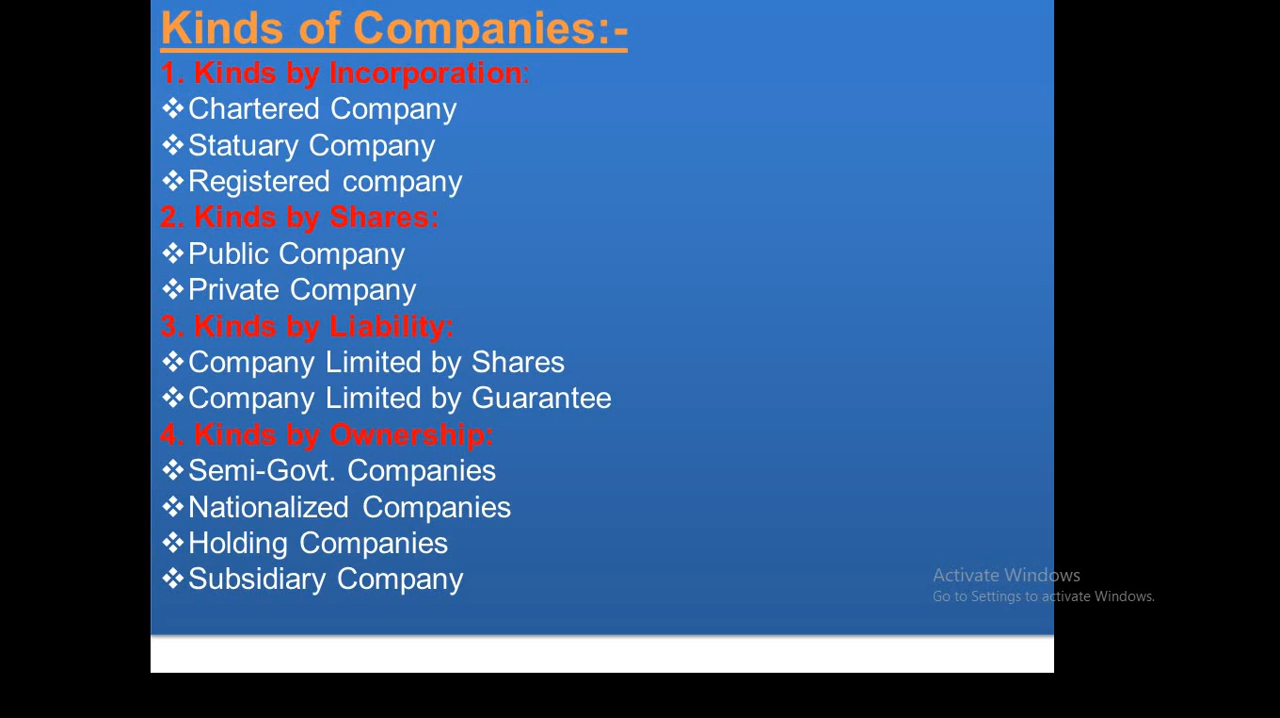 Kinds of Companies:-
1. Kinds by Incorporation:
❖Chartered Company
❖Statuary Company
❖Registered company
2. Kinds by Shares:
❖Public Company
❖Private Company
3. Kinds by Liability:
❖Company Limited by Shares
❖Company Limited by Guarantee
4. Kinds by Ownership:
❖Semi-Govt. Companies
❖Nationalized Companies
❖Holding Companies
❖Subsidiary Company
Activate Windows
Go to Settings to activate Windows.